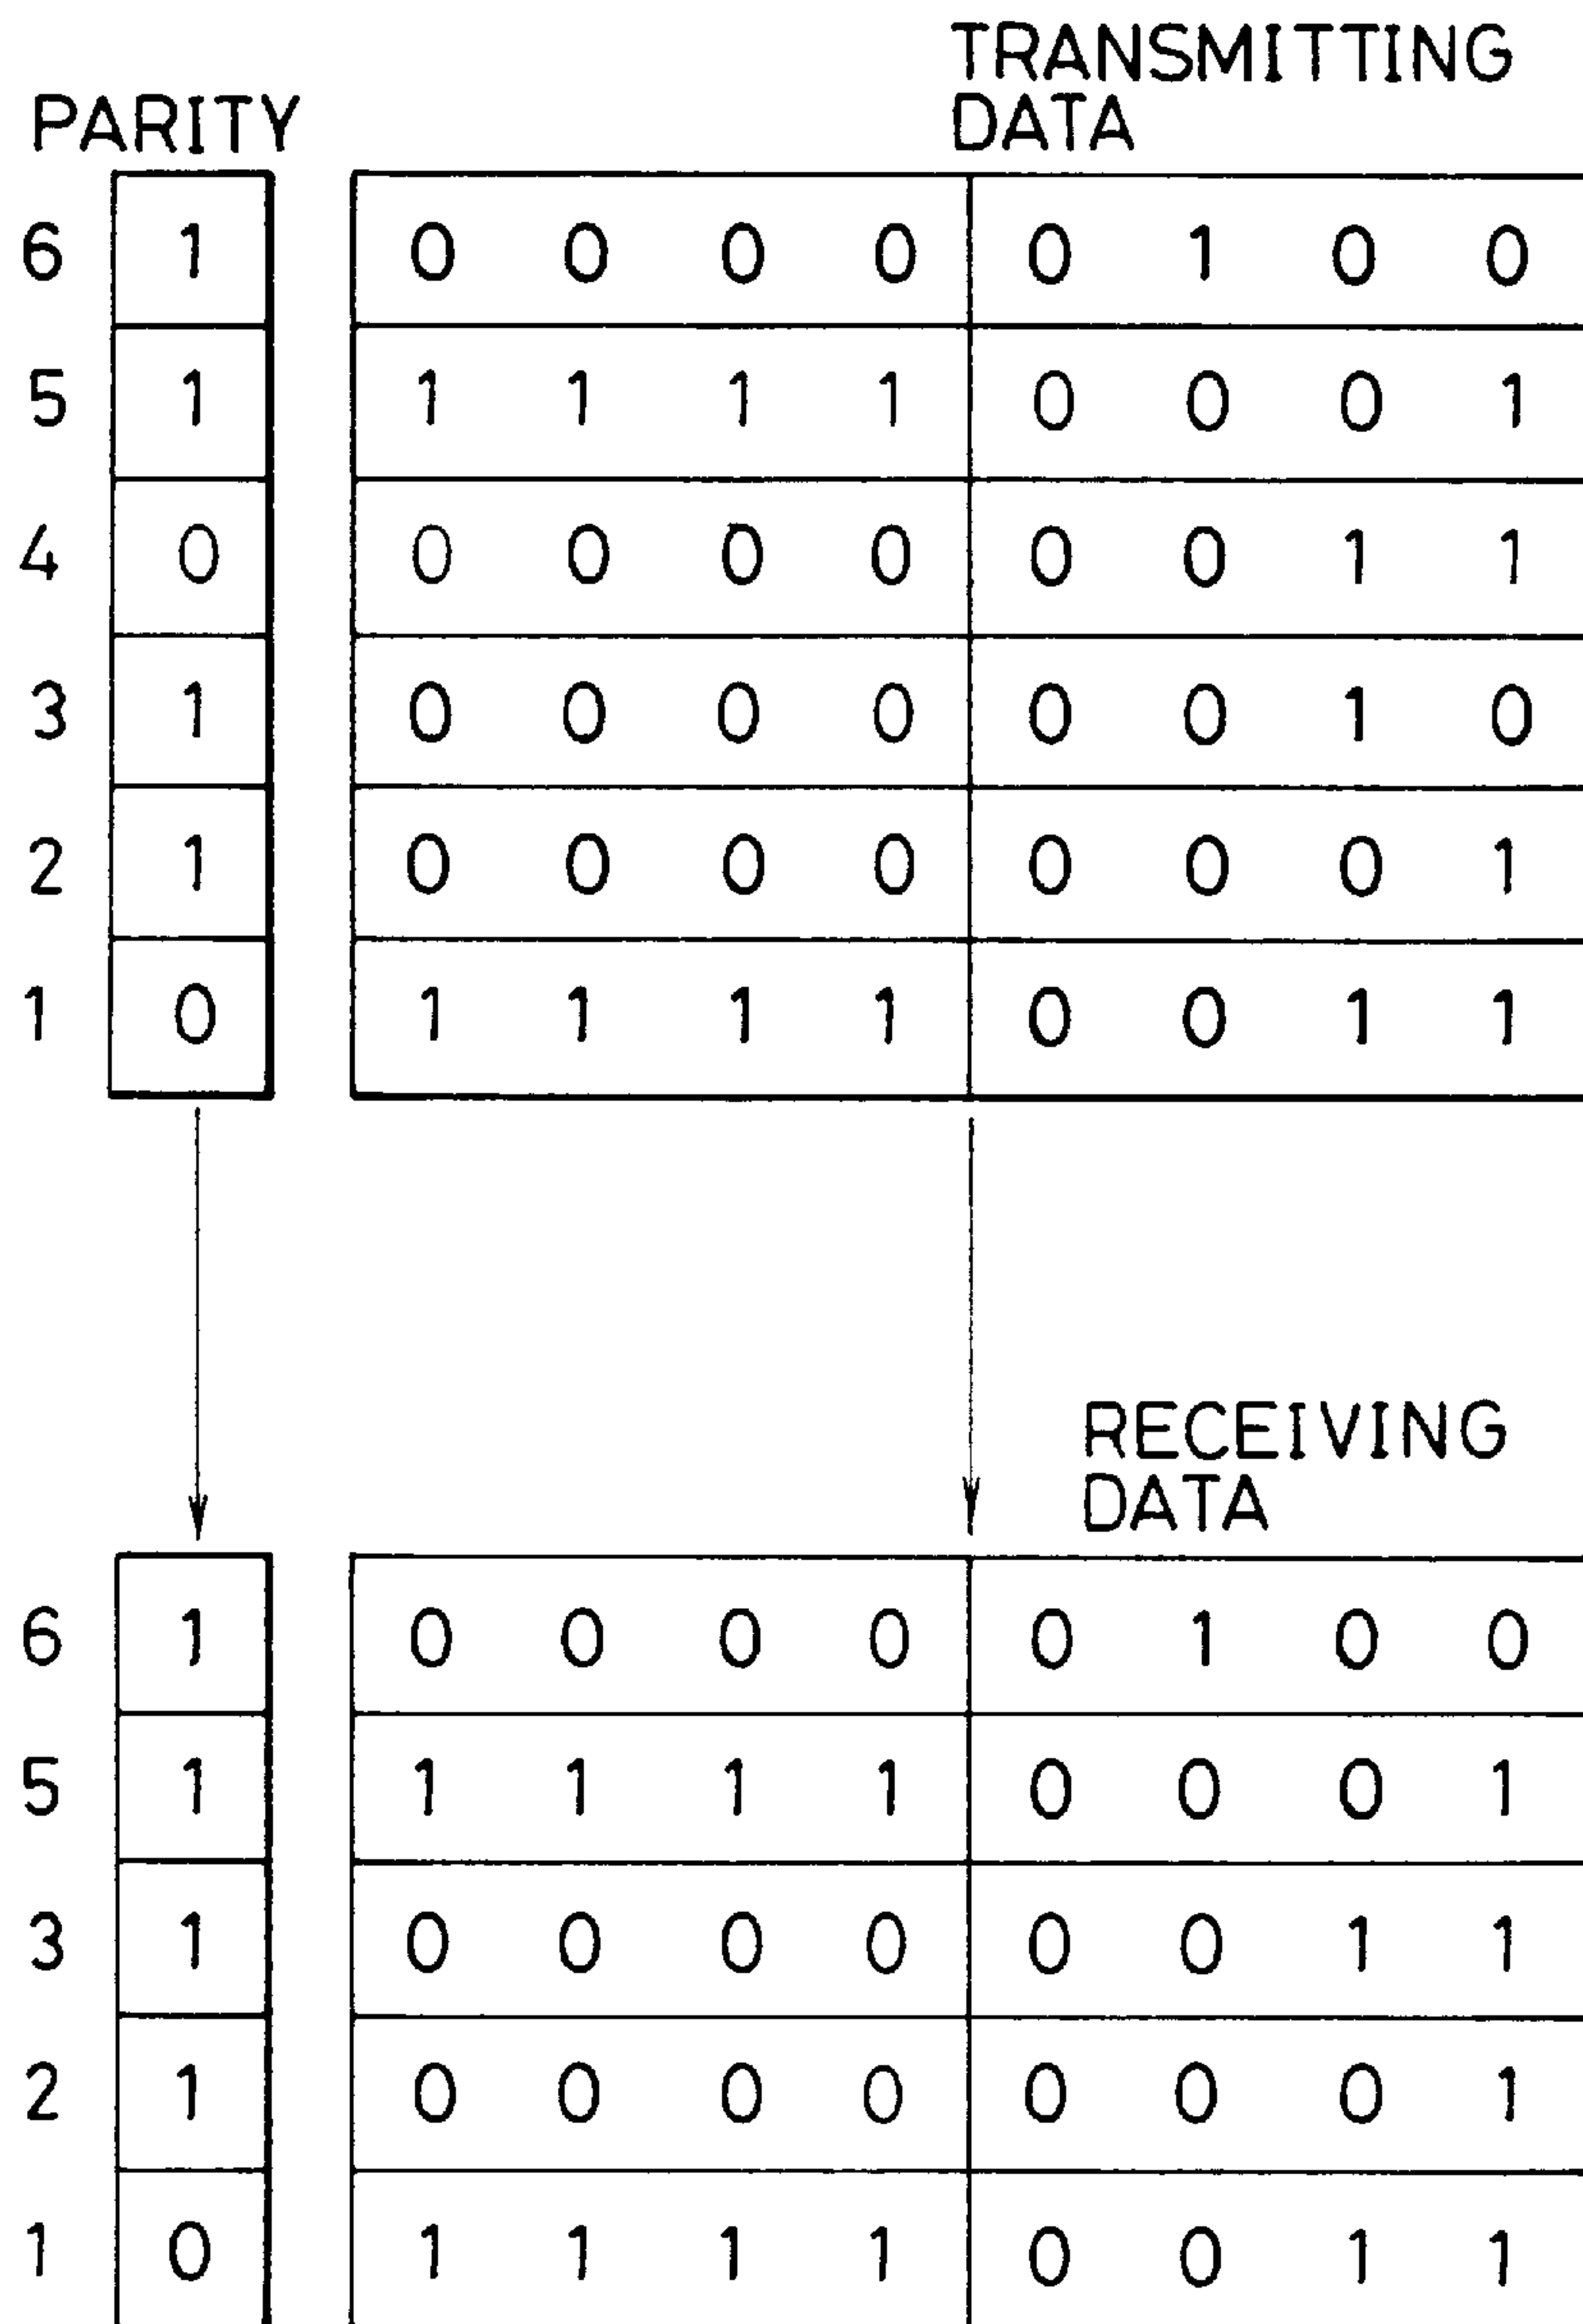 TRANSMITTING
PARITY DATA
6 1 0 0 0 0 0 1 0 0
5 1 1 1 1 1 0 0 0 1
4 0 0 0 0 0 0 0 1 1
3 1 0 0 0 0 0 0 1 0
2 1 0 0 0 0 0 0 0 1
1 0 1 1 1 1 0 0 1 1
RECEIVING
DATA
6 1 0 0 0 0 0 1 0 0
5 1 1 1 1 1 0 0 0 1
3 1 0 0 0 0 0 0 1 1
2 1 0 0 0 0 0 0 0 1
1 0 1 1 1 1 0 0 1 1